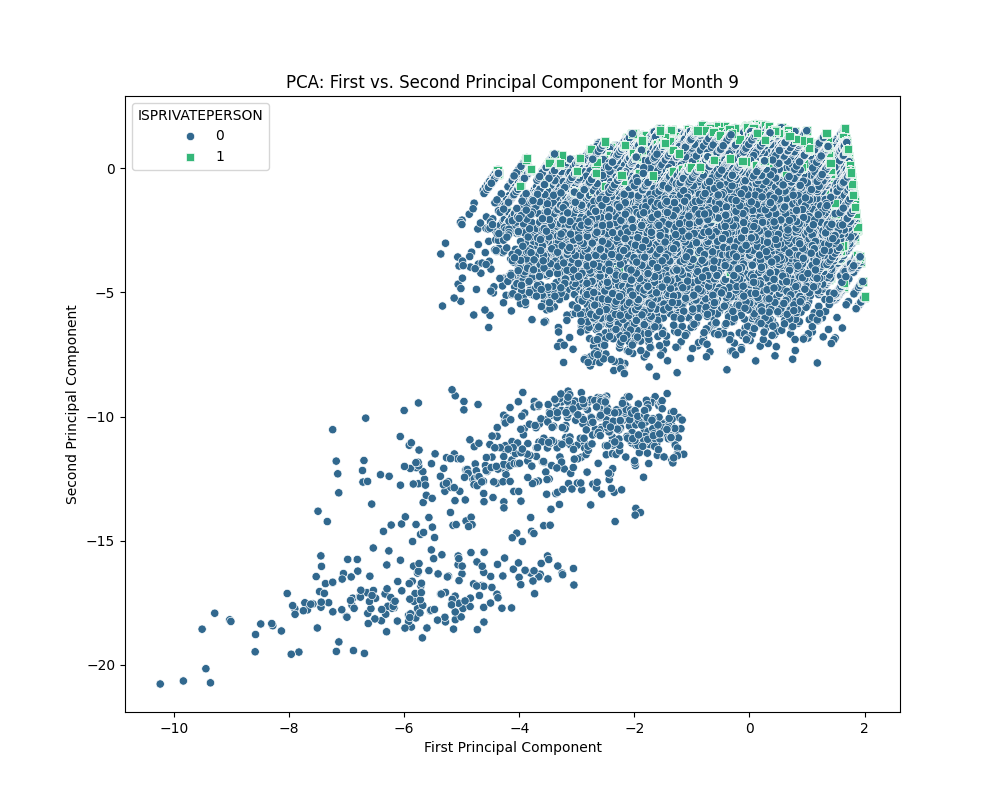 PCA: First vs. Second Principal Component for Month 9
ISPRIVATEPERSON
0
1
0
−5
−10
−15
−20
Second Principal Component
−10 −8 −6 −4 −2 0 2
First Principal Component